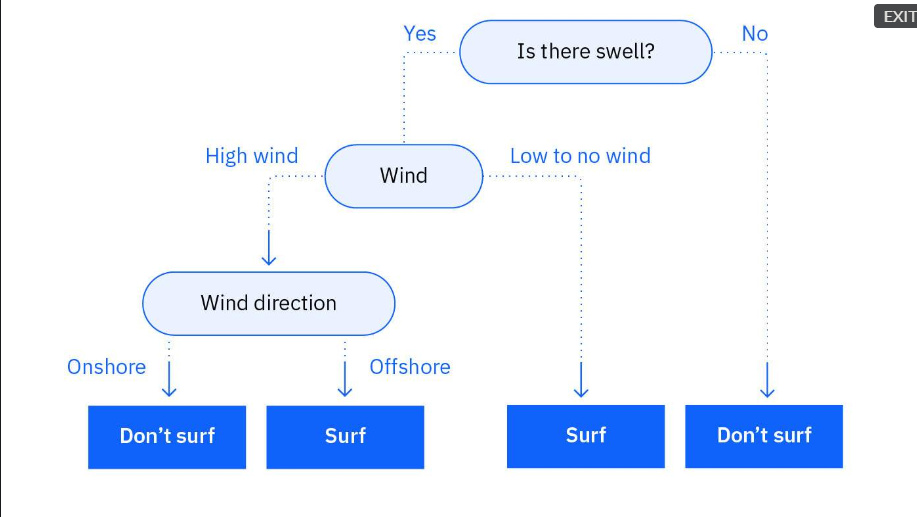 EXIT
Yes
Is there swell?
No
High wind
Wind
Low to no wind
Wind direction
Onshore
Offshore
Don’t surf
Surf
Surf
Don’t surf